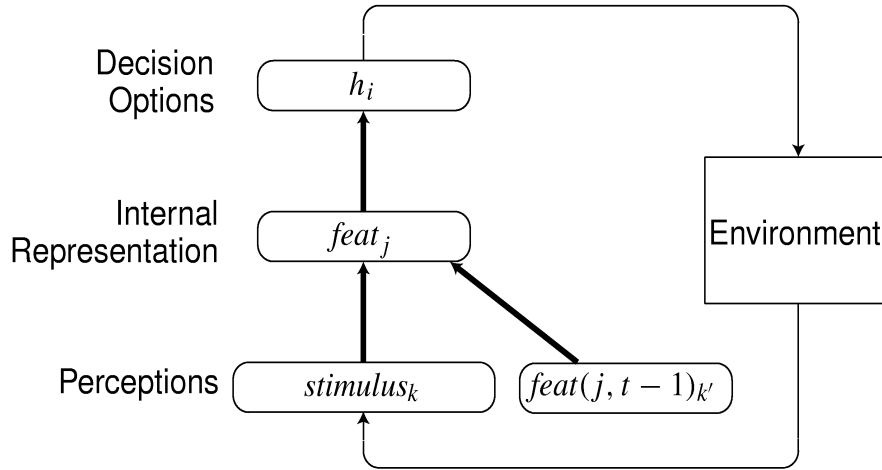 Decision
Options
h_i
Internal
Representation
feat_j
Environment
Perceptions
stimulus_k
feat(j, t − 1)_k′